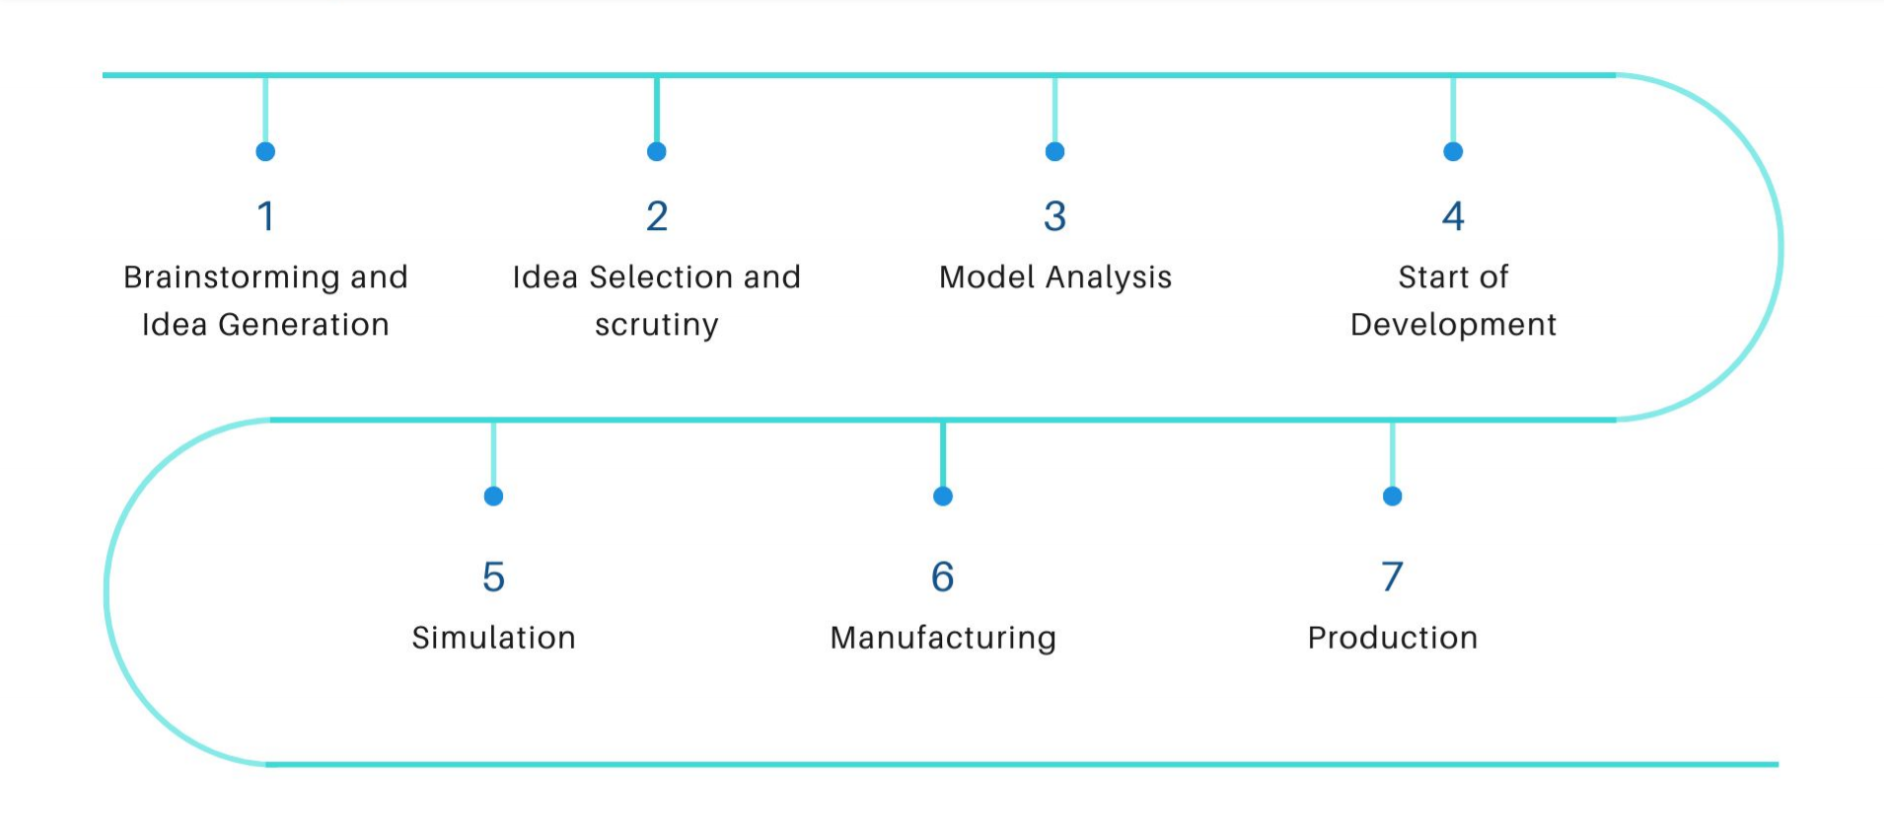 1
Brainstorming and
Idea Generation
2
Idea Selection and
scrutiny
3
Model Analysis
4
Start of
Development
5
Simulation
6
Manufacturing
7
Production